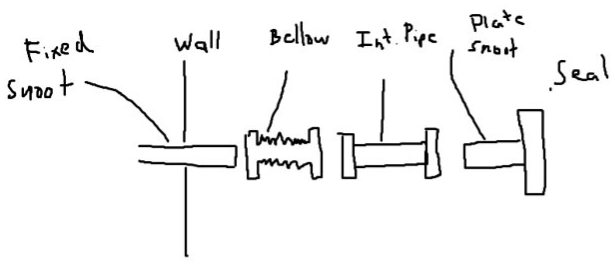 Fixed
Snoot
Wall
Bellow
Int. Pipe
Plate
Snoot
Seal